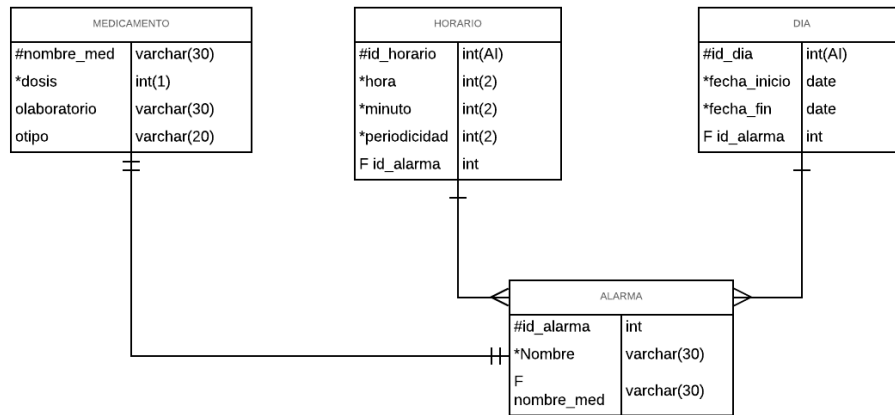 MEDICAMENTO
#nombre_med varchar(30)
*dosis int(1)
olaboratorio varchar(30)
otipo varchar(20)
HORARIO
#id_horario int(AI)
*hora int(2)
*minuto int(2)
*periodicidad int(2)
F id_alarma int
DIA
#id_dia int(AI)
*fecha_inicio date
*fecha_fin date
F id_alarma int
ALARMA
#id_alarma int
*Nombre varchar(30)
F
nombre_med varchar(30)